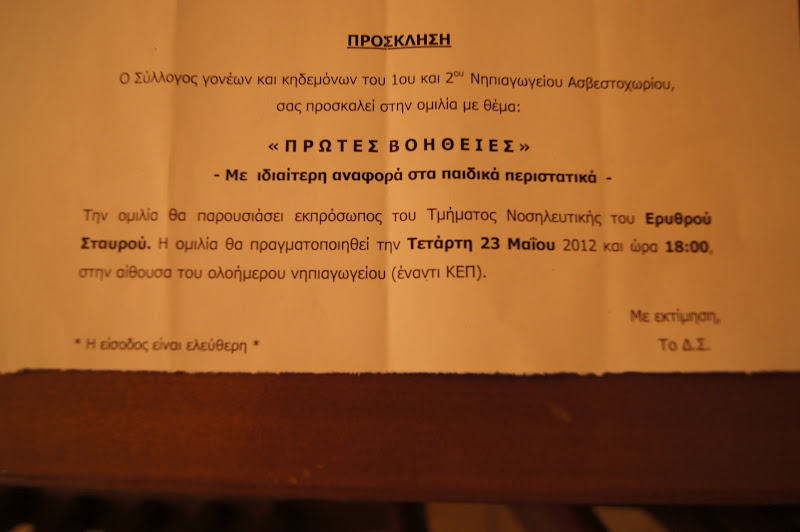 ΠΡΟΣΚΛΗΣΗ
Ο Σύλλογος γονέων και κηδεμόνων του 1ου και 2ου Νηπιαγωγείου Ασβεστοχωρίου,
σας προσκαλεί στην ομιλία με θέμα:
«ΠΡΩΤΕΣ ΒΟΗΘΕΙΕΣ»
- Με ιδιαίτερη αναφορά στα παιδικά περιστατικά -
Την ομιλία θα παρουσιάσει εκπρόσωπος του Τμήματος Νοσηλευτικής του Ερυθρού
Σταυρού. Η ομιλία θα πραγματοποιηθεί την Τετάρτη 23 Μαΐου 2012 και ώρα 18:00,
στην αίθουσα του ολοήμερου νηπιαγωγείου (έναντι ΚΕΠ).
Με εκτίμηση,
* Η είσοδος είναι ελεύθερη *
Το Δ.Σ.